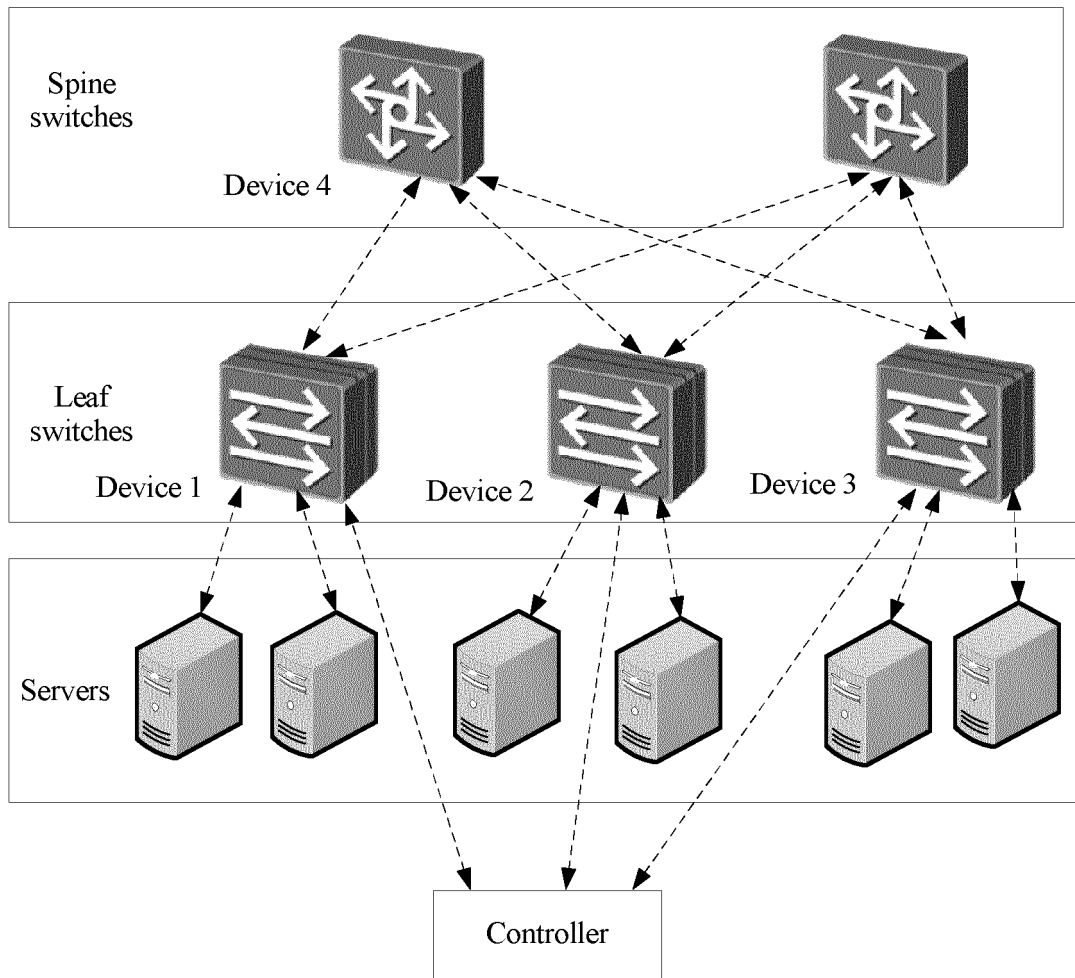 Spine
switches
Device 4
Leaf
switches
Device 1
Device 2
Device 3
Servers
Controller